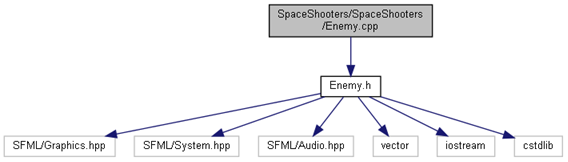 SpaceShooters/SpaceShooters
/Enemy.cpp
Enemy.h
SFML/Graphics.hpp
SFML/System.hpp
SFML/Audio.hpp
vector
iostream
cstdlib